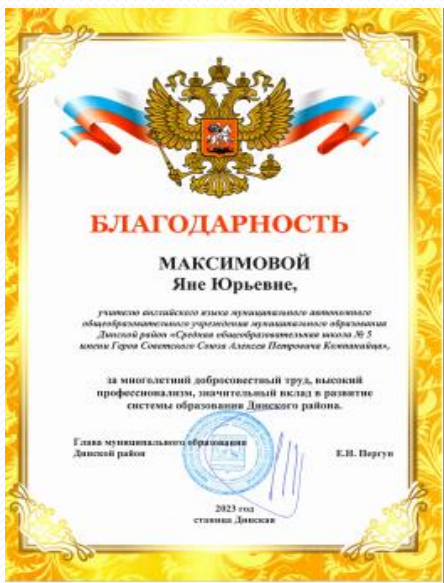 БЛАГОДАРНОСТЬ
МАКСИМОВОЙ
Яне Юрьевне,
учителю английского языка муниципального автономного
общеобразовательного учреждения муниципального образования
Динской район «Средняя общеобразовательная школа № 5
имени Героя Советского Союза Алексея Петровича Компанийца»,
за многолетний добросовестный труд, высокий
профессионализм, значительный вклад в развитие
системы образования Динского района.
Глава муниципального образования
Динской район Е.Н. Пергун
2023 год
станица Динская